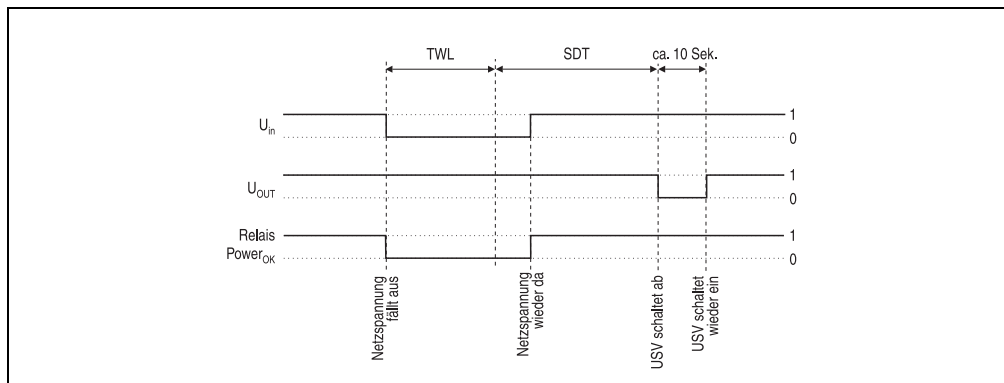 TWL SDT ca. 10 Sek.
U_in 1
0
U_OUT 1
0
Relais 1
Power_OK 0
Netzspannung
fällt aus
Netzspannung
wieder da
USV schaltet ab
USV schaltet
wieder ein